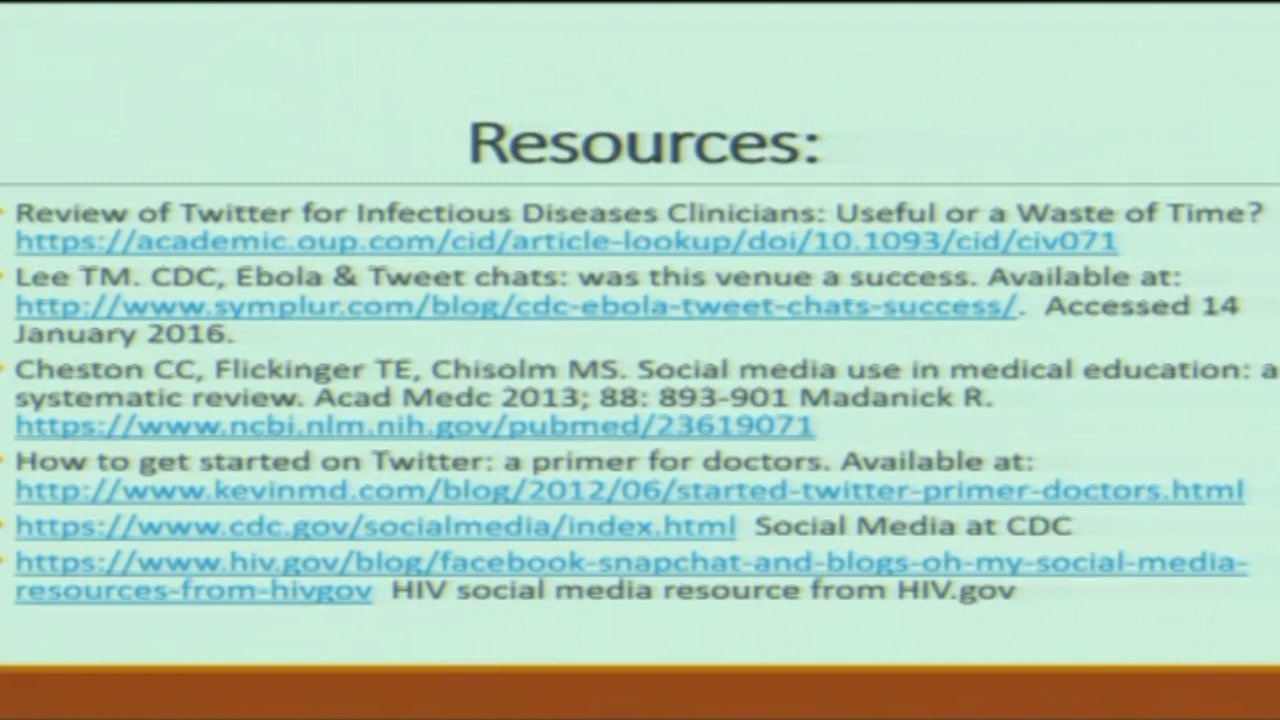 Resources:
Review of Twitter for Infectious Diseases Clinicians: Useful or a Waste of Time?
https://academic.oup.com/cid/article-lookup/doi/10.1093/cid/civ071
Lee TM. CDC, Ebola & Tweet chats: was this venue a success. Available at:
http://www.symplur.com/blog/cdc-ebola-tweet-chats-success/. Accessed 14
January 2016.
Cheston CC, Flickinger TE, Chisolm MS. Social media use in medical education: a
systematic review. Acad Medc 2013; 88: 893-901 Madanick R.
https://www.ncbi.nlm.nih.gov/pubmed/23619071
How to get started on Twitter: a primer for doctors. Available at:
http://www.kevinmd.com/blog/2012/06/started-twitter-primer-doctors.html
https://www.cdc.gov/socialmedia/index.html Social Media at CDC
https://www.hiv.gov/blog/facebook-snapchat-and-blogs-oh-my-social-media-
resources-from-hivgov HIV social media resource from HIV.gov